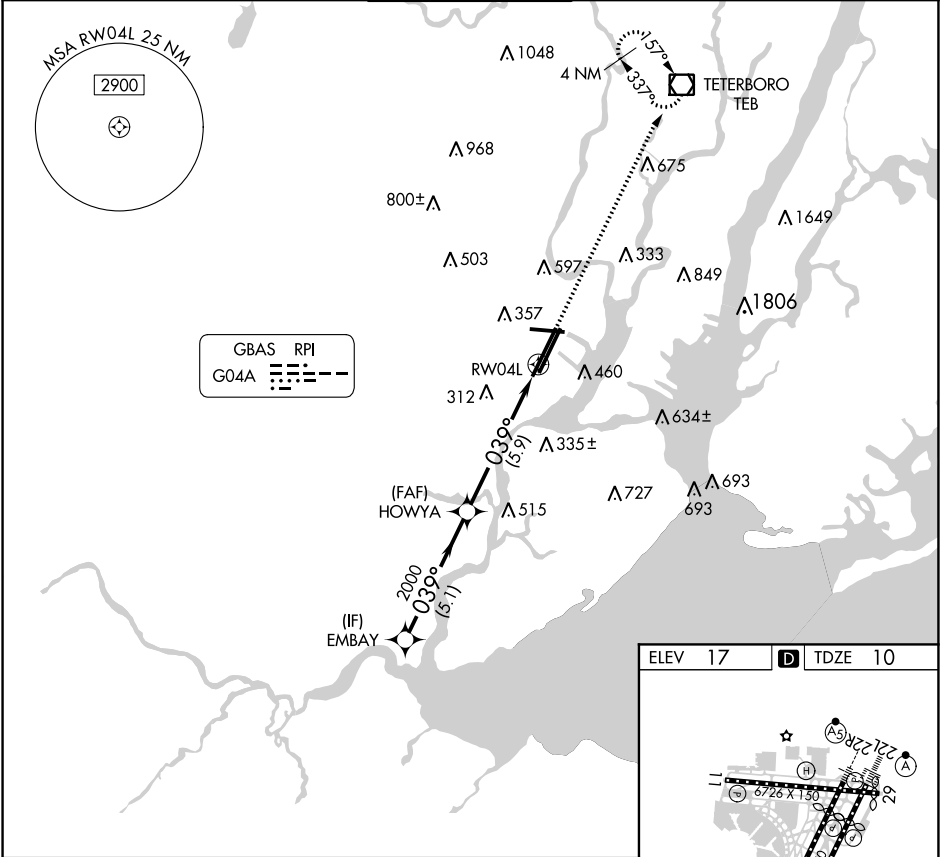 MSA RW04L 25 NM
2900
1048
4 NM
157°
337°
TETERBORO
TEB
968
675
800±
1649
503
597
333
849
1806
357
GBAS RPI
G04A
RW04L
460
312
634±
039°
(5.9)
335±
(FAF)
HOWYA
515
727
693
693
2000
039°
(5.1)
(IF)
EMBAY
ELEV 17
D
TDZE 10
A5
22R
22L
A
H
P
11
6726 X 150
29
P
P
P